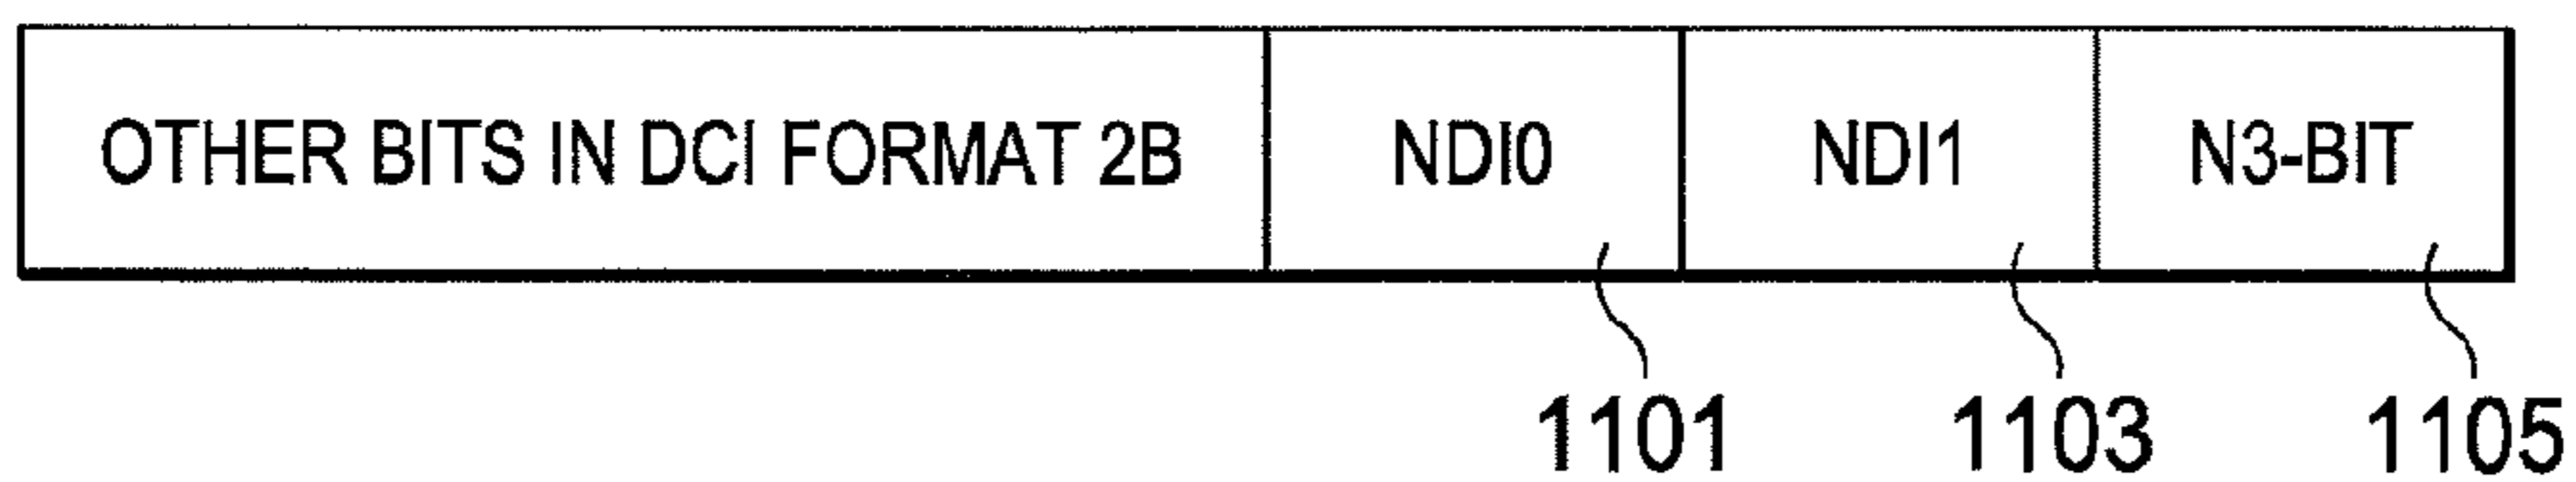 OTHER BITS IN DCI FORMAT 2B NDI0 NDI1 N3-BIT
1101 1103 1105